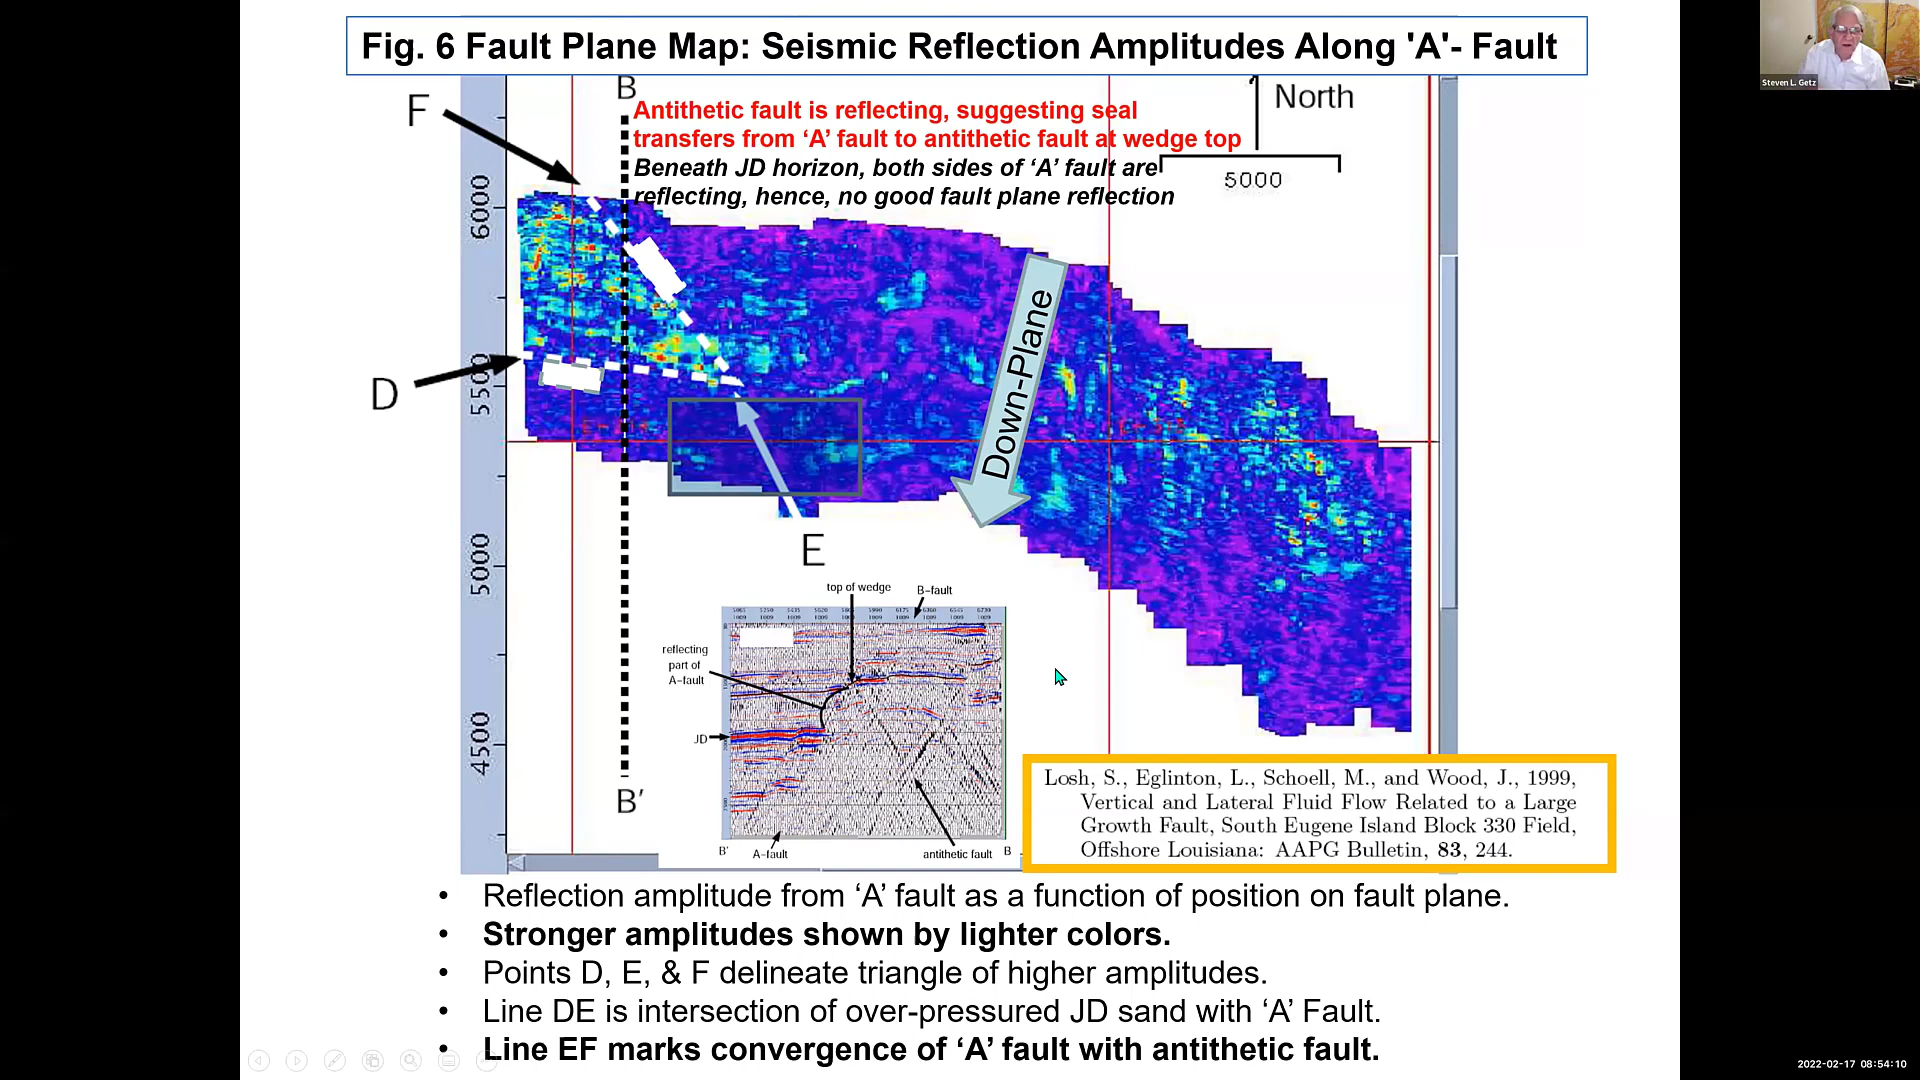 Fig. 6 Fault Plane Map: Seismic Reflection Amplitudes Along 'A'- Fault
Steven L. Getz
F
B
North
Antithetic fault is reflecting, suggesting seal
transfers from ‘A’ fault to antithetic fault at wedge top
Beneath JD horizon, both sides of ‘A’ fault are
reflecting, hence, no good fault plane reflection
5000
6000
5500
5000
4500
D
Down-Plane
E
B'
top of wedge
B-fault
reflecting
part of
A-fault
JD
B'
A-fault
antithetic fault
B
Losh, S., Eglinton, L., Schoell, M., and Wood, J., 1999,
Vertical and Lateral Fluid Flow Related to a Large
Growth Fault, South Eugene Island Block 330 Field,
Offshore Louisiana: AAPG Bulletin, 83, 244.
• Reflection amplitude from ‘A’ fault as a function of position on fault plane.
• Stronger amplitudes shown by lighter colors.
• Points D, E, & F delineate triangle of higher amplitudes.
• Line DE is intersection of over-pressured JD sand with ‘A’ Fault.
• Line EF marks convergence of ‘A’ fault with antithetic fault.
2022-02-17 08:54:10